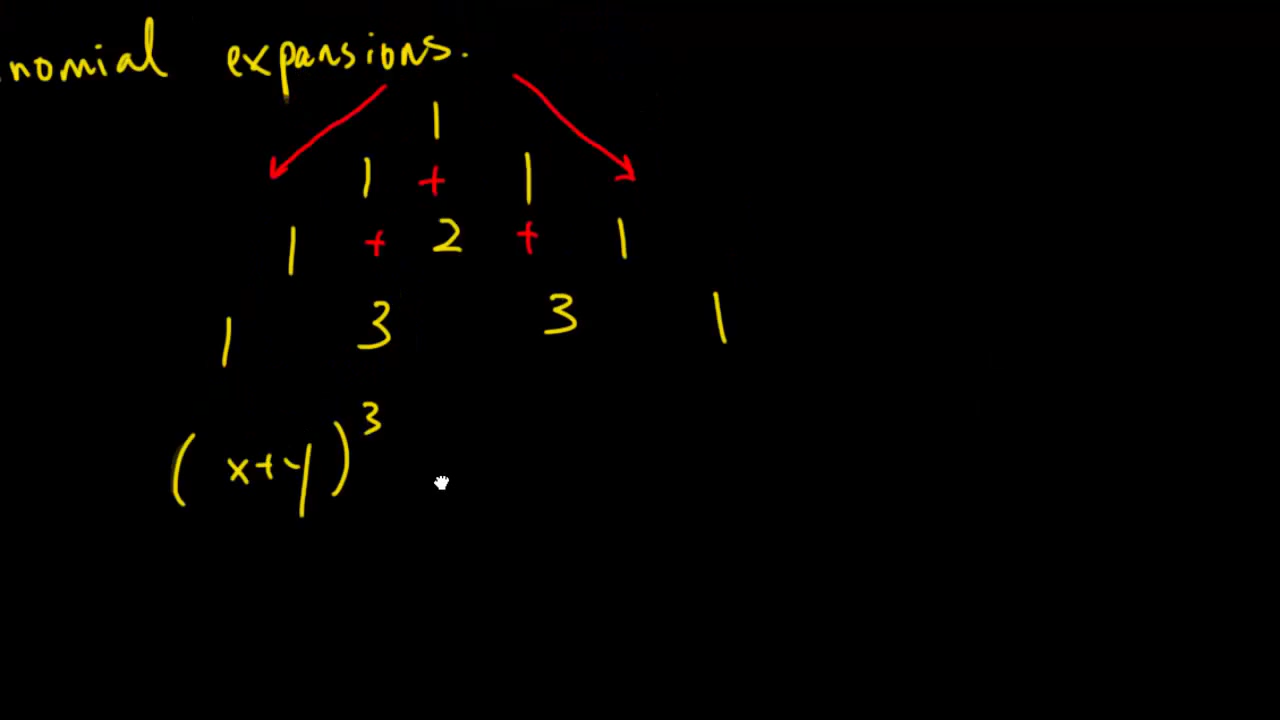 nomial expansions.
1
1 + 1
1 + 2 + 1
1 3 3 1
(x+y)³